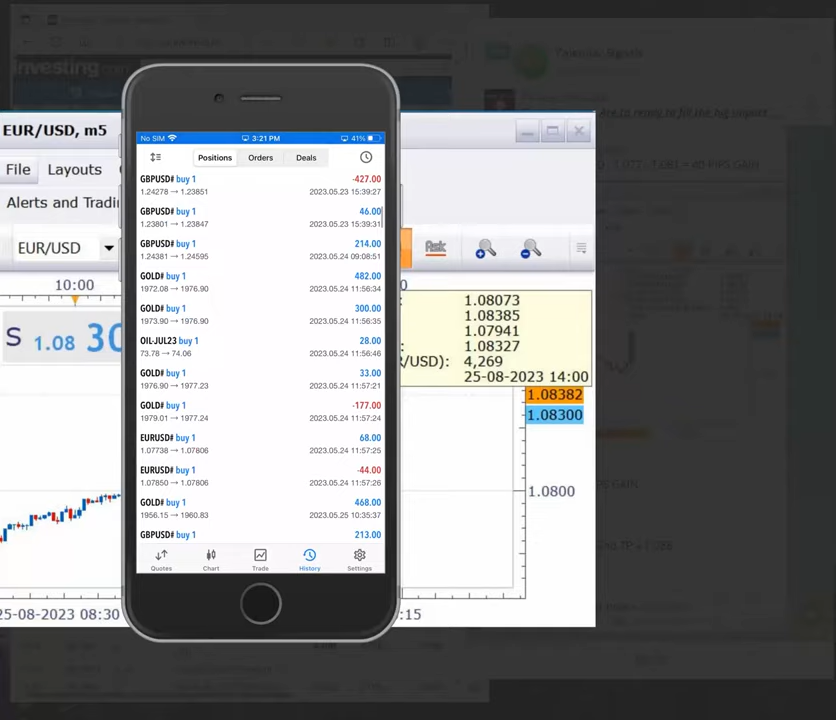 investing
EUR/USD, m5
File Layouts
Alerts and Tradi
EUR/USD
Ask
10:00
S 1.08 30
No SIM 3:21 PM 41%
Positions Orders Deals
GBPUSD# buy 1 -427.00
1.24278 → 1.23851 2023.05.23 15:39:27
GBPUSD# buy 1 46.00
1.23801 → 1.23847 2023.05.23 15:39:31
GBPUSD# buy 1 214.00
1.24381 → 1.24595 2023.05.24 09:08:51
GOLD# buy 1 482.00
1972.08 → 1976.90 2023.05.24 11:56:34
GOLD# buy 1 300.00
1973.90 → 1976.90 2023.05.24 11:56:35
OIL-JUL23 buy 1 28.00
73.78 → 74.06 2023.05.24 11:56:46
GOLD# buy 1 33.00
1976.90 → 1977.23 2023.05.24 11:57:21
GOLD# buy 1 -177.00
1979.01 → 1977.24 2023.05.24 11:57:24
EURUSD# buy 1 68.00
1.07738 → 1.07806 2023.05.24 11:57:25
EURUSD# buy 1 -44.00
1.07850 → 1.07806 2023.05.24 11:57:26
GOLD# buy 1 468.00
1956.15 → 1960.83 2023.05.25 10:35:37
GBPUSD# buy 1 213.00
Quotes Chart Trade History Settings
1.08073
1.08385
1.07941
1.08327
/USD): 4,269
25-08-2023 14:00
1.08382
1.08300
1.0800
25-08-2023 08:30
:15